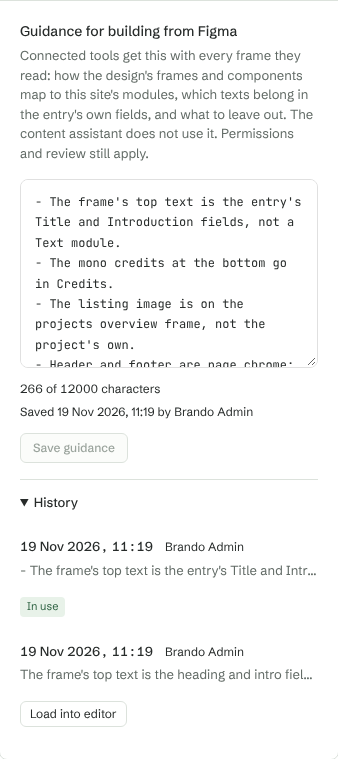 Guidance for building from Figma
Connected tools get this with every frame they
read: how the design's frames and components
map to this site's modules, which texts belong in
the entry's own fields, and what to leave out. The
content assistant does not use it. Permissions
and review still apply.
- The frame's top text is the entry's
Title and Introduction fields, not a
Text module.
- The mono credits at the bottom go
in Credits.
- The listing image is on the
projects overview frame, not the
project's own.
- Header and footer are page chrome;
266 of 12000 characters
Saved 19 Nov 2026, 11:19 by Brando Admin
Save guidance
▼ History
19 Nov 2026, 11:19 Brando Admin
- The frame's top text is the entry's Title and Intr...
In use
19 Nov 2026, 11:19 Brando Admin
The frame's top text is the heading and intro fiel...
Load into editor